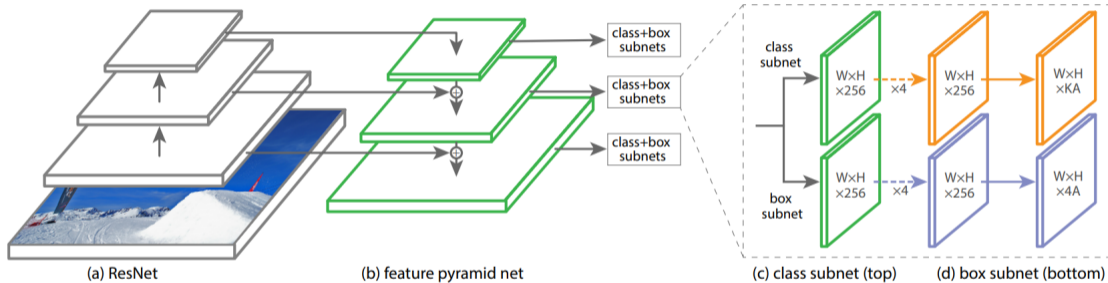 class+box
subnets
class+box
subnets
class+box
subnets
class
subnet
W×H
×256
×4
W×H
×256
W×H
×KA
W×H
×256
×4
W×H
×256
W×H
×4A
box
subnet
(a) ResNet
(b) feature pyramid net
(c) class subnet (top)
(d) box subnet (bottom)